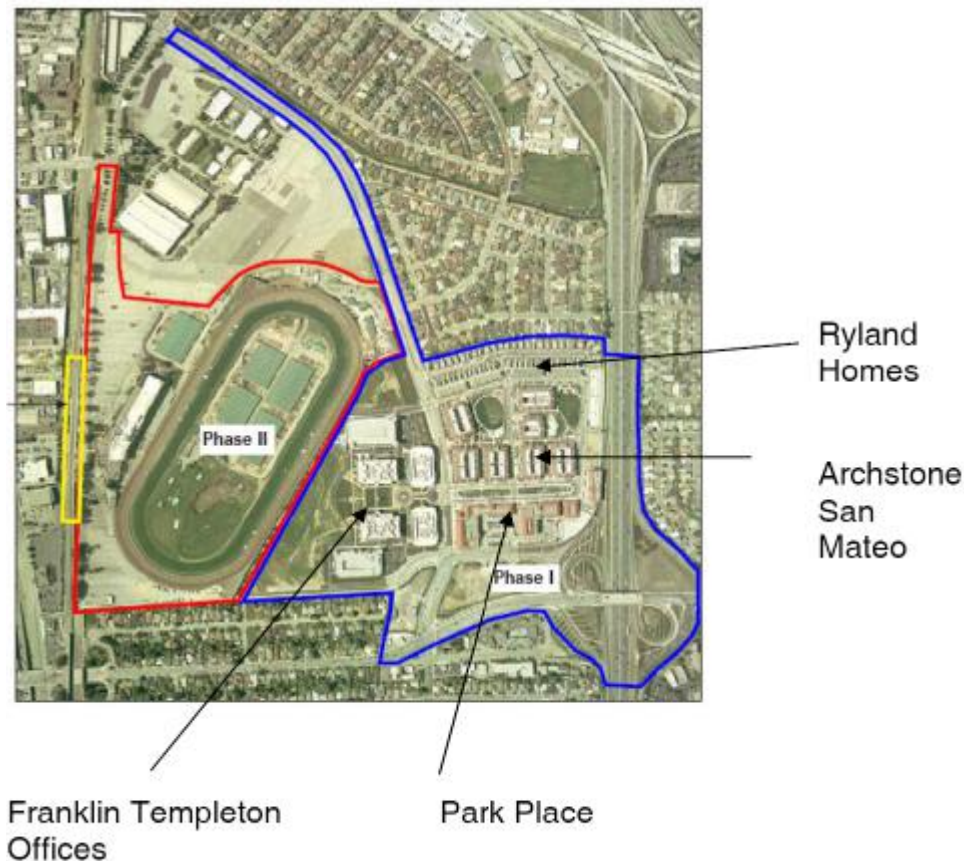 Ryland
Homes
Phase II
Archstone
San
Mateo
Phase I
Franklin Templeton
Offices
Park Place